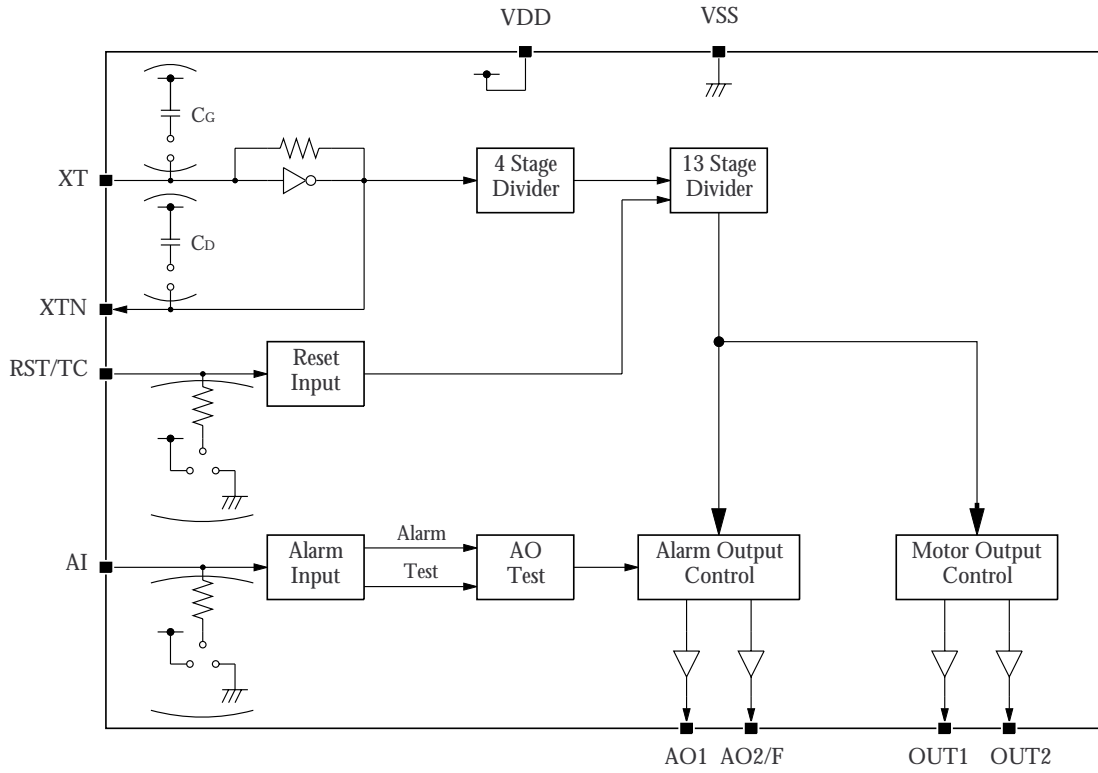 VDD
VSS
CG
XT
4 Stage
Divider
13 Stage
Divider
CD
XTN
RST/TC
Reset
Input
AI
Alarm
Input
Alarm
Test
AO
Test
Alarm Output
Control
Motor Output
Control
AO1
AO2/F
OUT1
OUT2